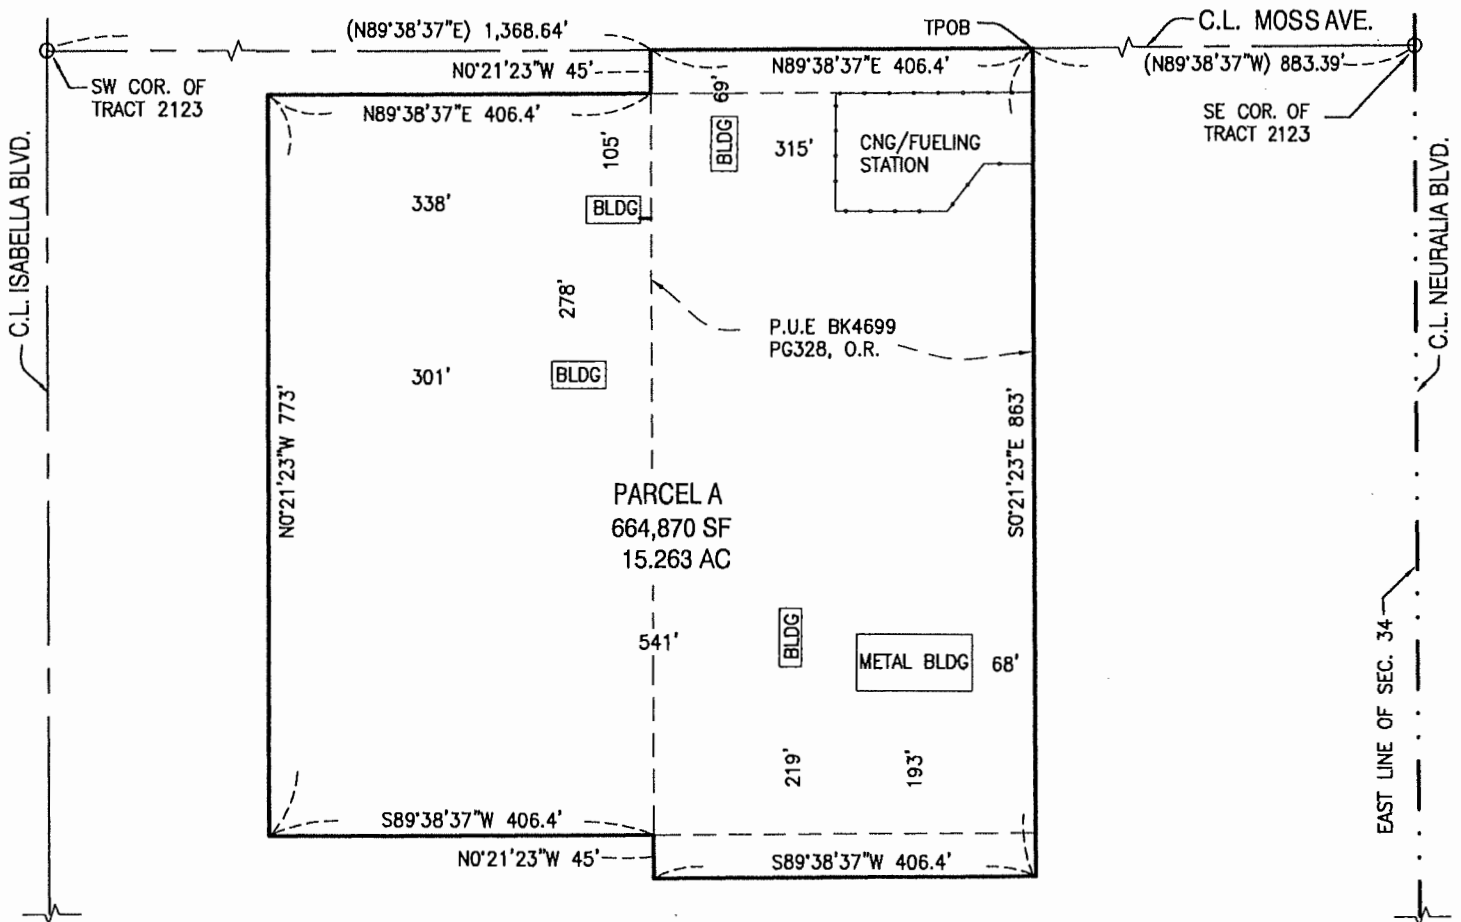 (N89°38'37"E) 1,368.64'
TPOB
C.L. MOSS AVE.
SW COR. OF
TRACT 2123
N0°21'23"W 45'
N89°38'37"E 406.4'
(N89°38'37"W) 883.39'
SE COR. OF
TRACT 2123
N89°38'37"E 406.4'
69'
BLDG
315'
CNG/FUELING
STATION
105'
C.L. ISABELLA BLVD.
C.L. NEURALIA BLVD.
338'
BLDG
278'
P.U.E BK4699
PG328, O.R.
301'
BLDG
N0°21'23"W 773'
S0°21'23"E 863'
PARCEL A
664,870 SF
15.263 AC
541'
BLDG
METAL BLDG
68'
EAST LINE OF SEC. 34
219'
193'
S89°38'37"W 406.4'
N0°21'23"W 45'
S89°38'37"W 406.4'